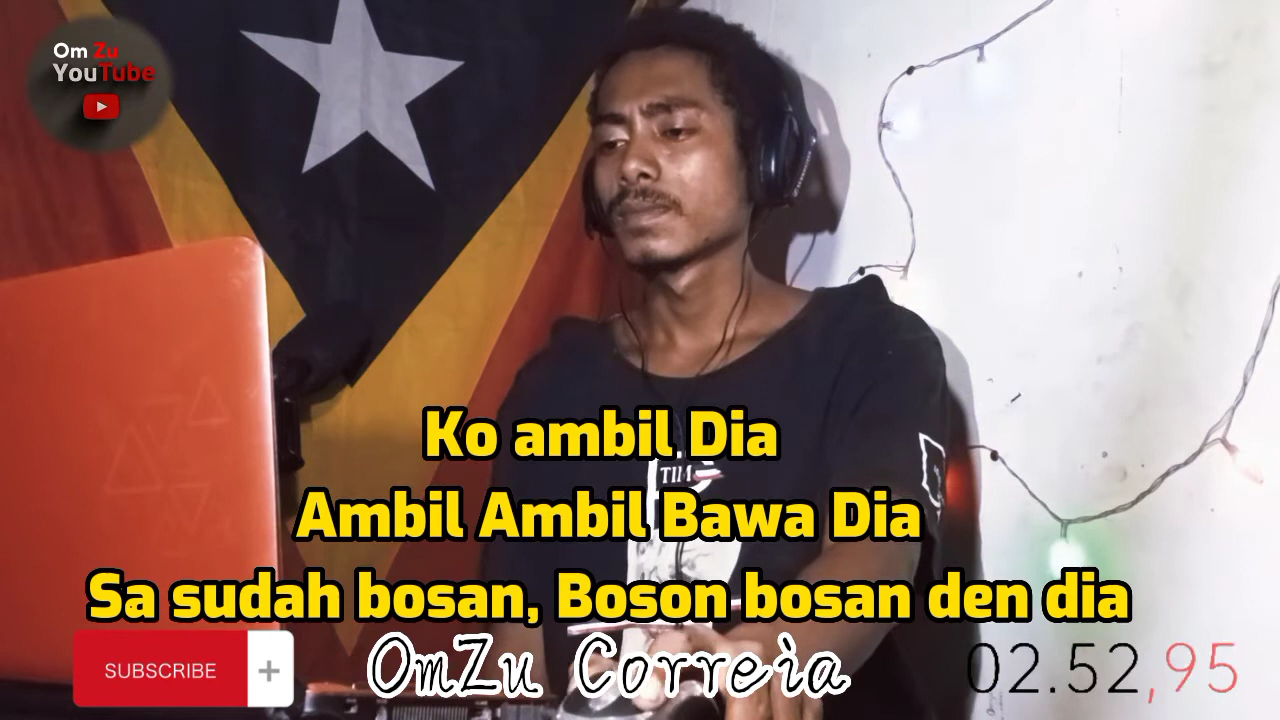 Om Zu
YouTube
TIM
Ko ambil Dia
Ambil Ambil Bawa Dia
Sa sudah bosan, Boson bosan den dia
SUBSCRIBE +
OmZu Correia
02.52,95